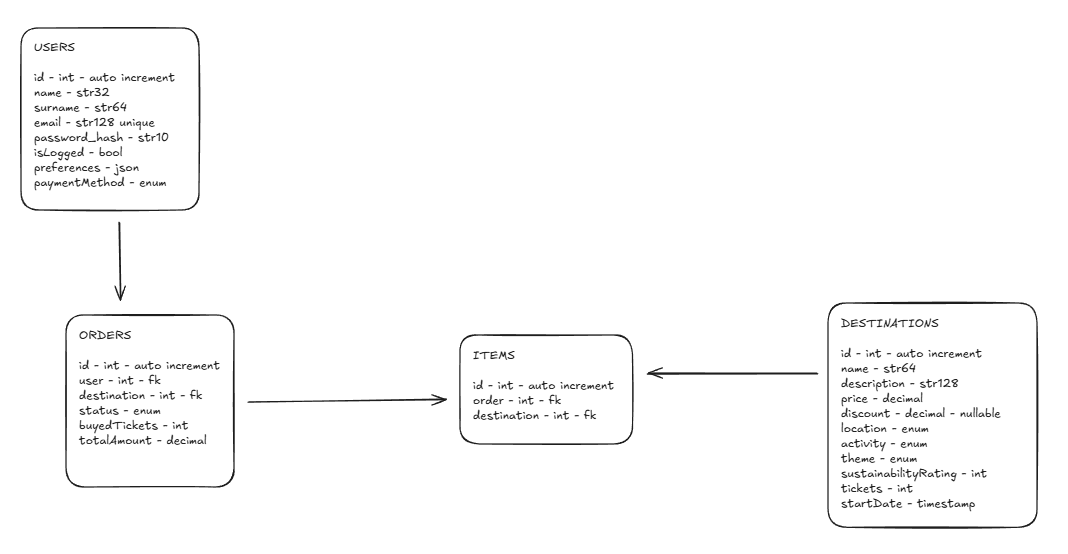 USERS
id - int - auto increment
name - str32
surname - str64
email - str128 unique
password_hash - str10
isLogged - bool
preferences - json
paymentMethod - enum
ORDERS
id - int - auto increment
user - int - fk
destination - int - fk
status - enum
buyedTickets - int
totalAmount - decimal
ITEMS
id - int - auto increment
order - int - fk
destination - int - fk
DESTINATIONS
id - int - auto increment
name - str64
description - str128
price - decimal
discount - decimal - nullable
location - enum
activity - enum
theme - enum
sustainabilityRating - int
tickets - int
startDate - timestamp